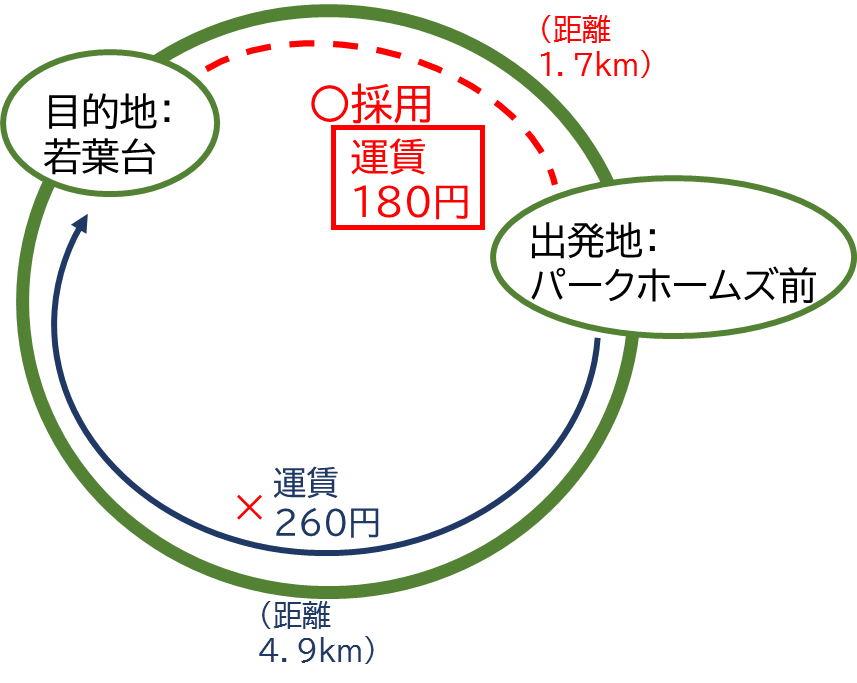 （距離
１．７km）
目的地：
若葉台
〇採用
運賃
180円
出発地：
パークホームズ前
×
運賃
260円
（距離
４．９km）